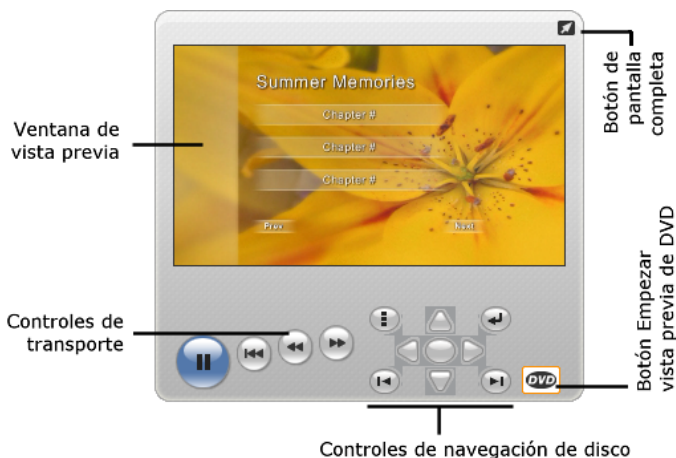 Botón de
pantalla
completa
Summer Memories
Chapter #
Chapter #
Chapter #
Prev
Next
Ventana de
vista previa
Botón Empezar
vista previa de DVD
Controles de
transporte
DVD
Controles de navegación de disco